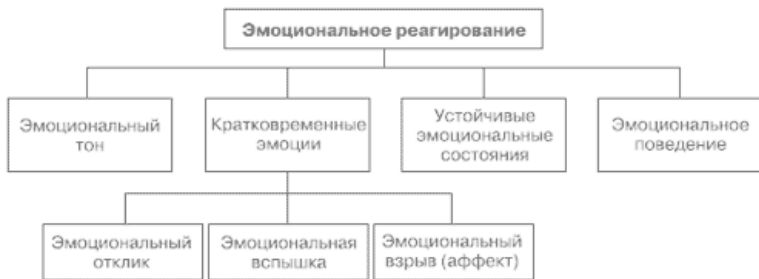 Эмоциональное реагирование
Эмоциональный
тон
Кратковременные
эмоции
Устойчивые
эмоциональные
состояния
Эмоциональное
поведение
Эмоциональный
отклик
Эмоциональная
вспышка
Эмоциональный
взрыв (аффект)